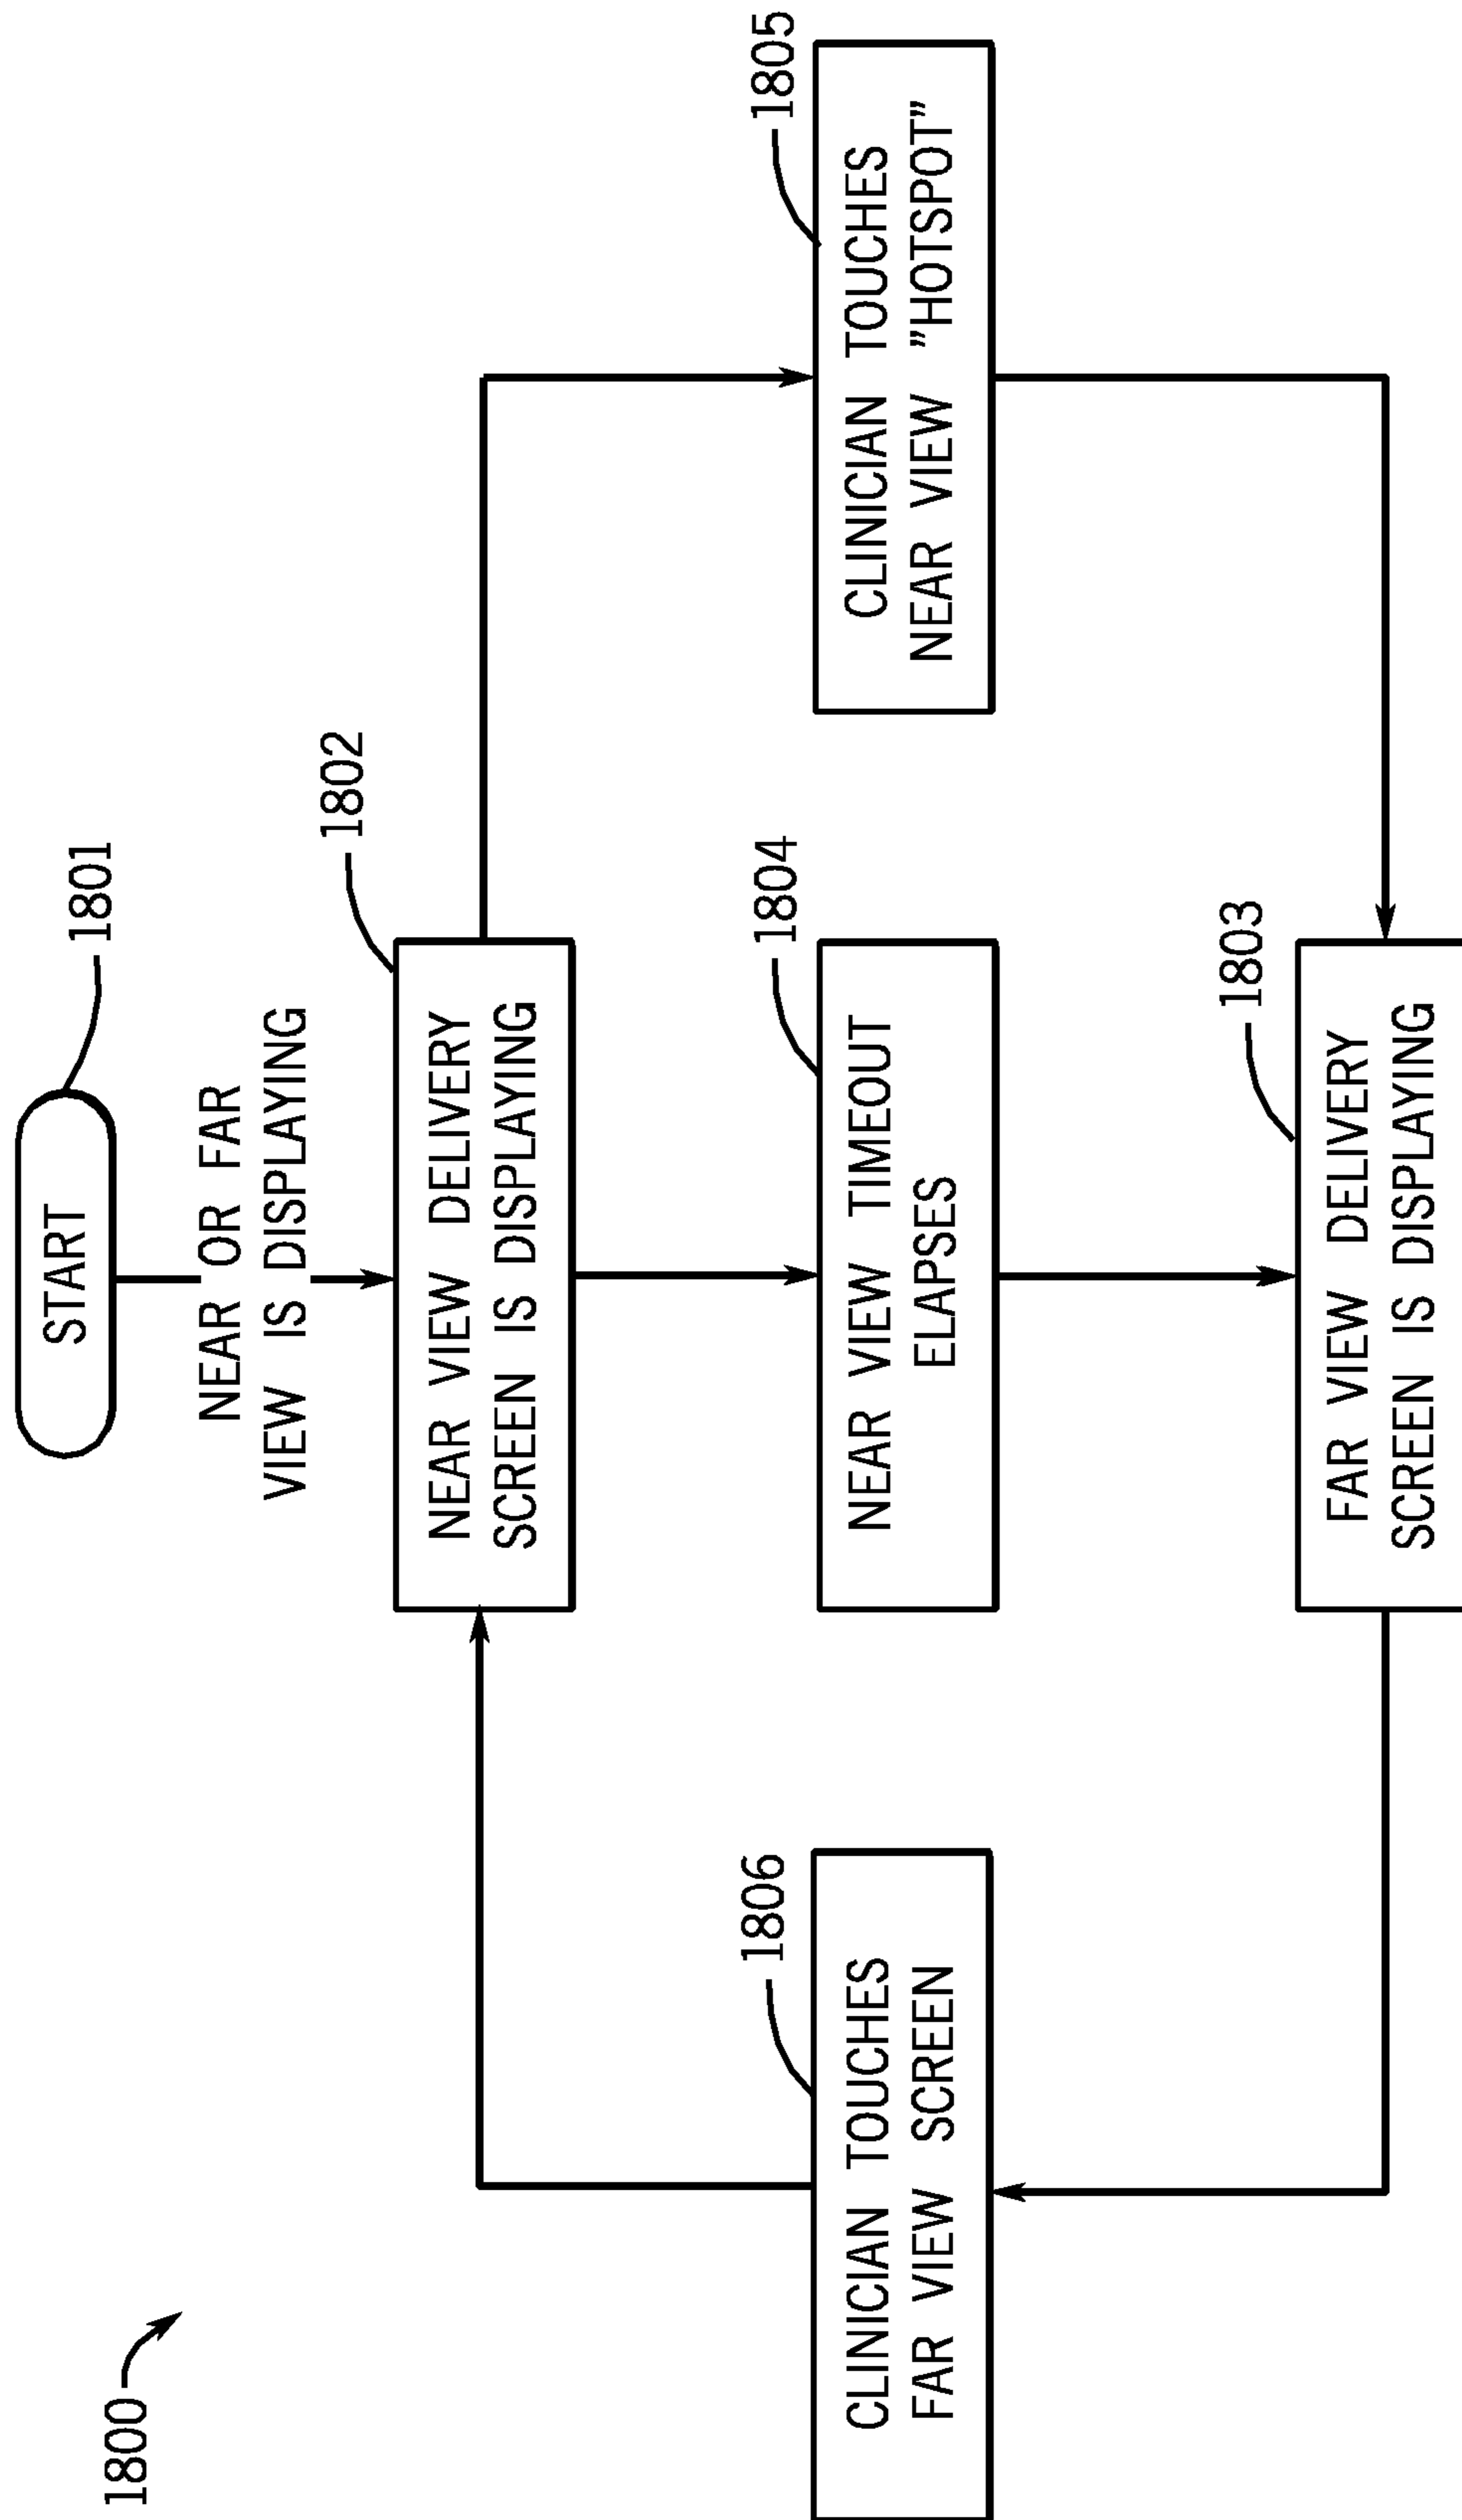 1800
START
1801
NEAR OR FAR
VIEW IS DISPLAYING
1802
NEAR VIEW DELIVERY
SCREEN IS DISPLAYING
1806
CLINICIAN TOUCHES
FAR VIEW SCREEN
1804
NEAR VIEW TIMEOUT
ELAPSES
1805
CLINICIAN TOUCHES
NEAR VIEW "HOTSPOT"
1803
FAR VIEW DELIVERY
SCREEN IS DISPLAYING